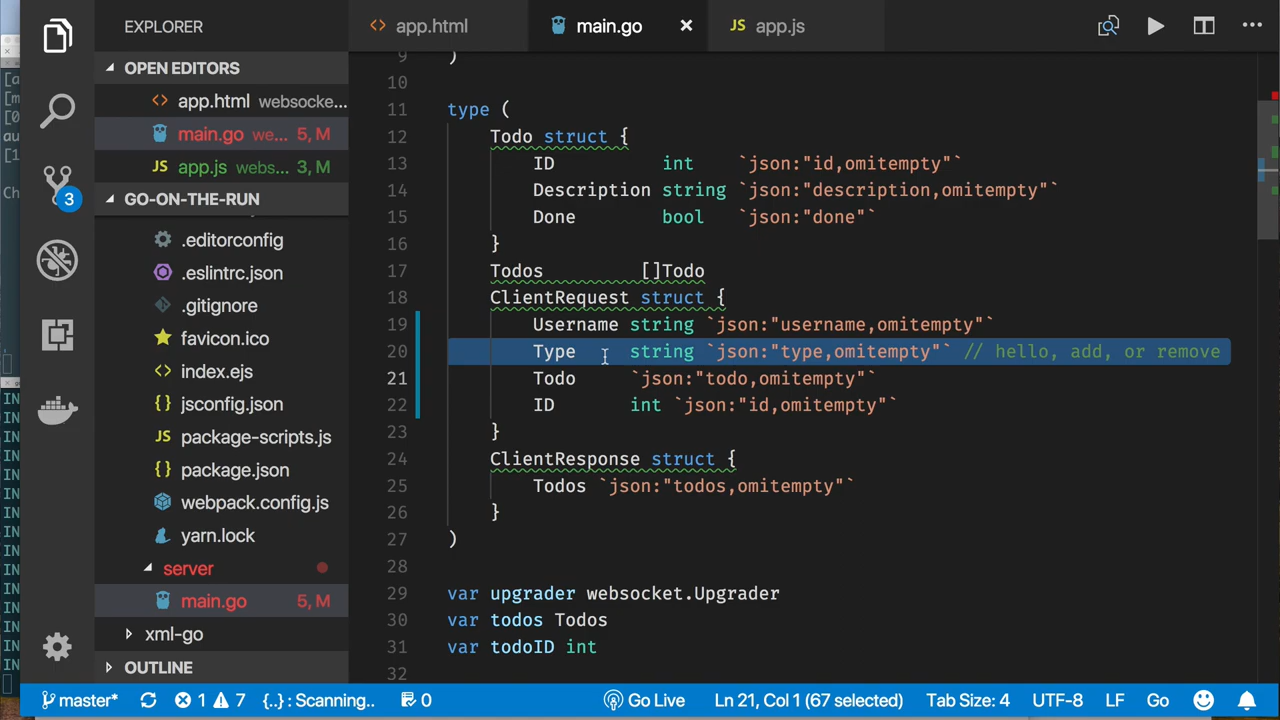 EXPLORER
OPEN EDITORS
<> app.html websocke...
main.go we... 5, M
JS app.js webs... 3, M
GO-ON-THE-RUN
.editorconfig
.eslintrc.json
.gitignore
favicon.ico
index.ejs
{} jsconfig.json
JS package-scripts.js
{} package.json
webpack.config.js
yarn.lock
server
main.go 5, M
xml-go
OUTLINE
3
<> app.html
main.go
JS app.js
9 )
10
11 type (
12 Todo struct {
13 ID int `json:"id,omitempty"`
14 Description string `json:"description,omitempty"`
15 Done bool `json:"done"`
16 }
17 Todos []Todo
18 ClientRequest struct {
19 Username string `json:"username,omitempty"`
20 Type string `json:"type,omitempty"` // hello, add, or remove
21 Todo `json:"todo,omitempty"`
22 ID int `json:"id,omitempty"`
23 }
24 ClientResponse struct {
25 Todos `json:"todos,omitempty"`
26 }
27 )
28
29 var upgrader websocket.Upgrader
30 var todos Todos
31 var todoID int
32
master* 1 7 {..} : Scanning.. 0 Go Live Ln 21, Col 1 (67 selected) Tab Size: 4 UTF-8 LF Go